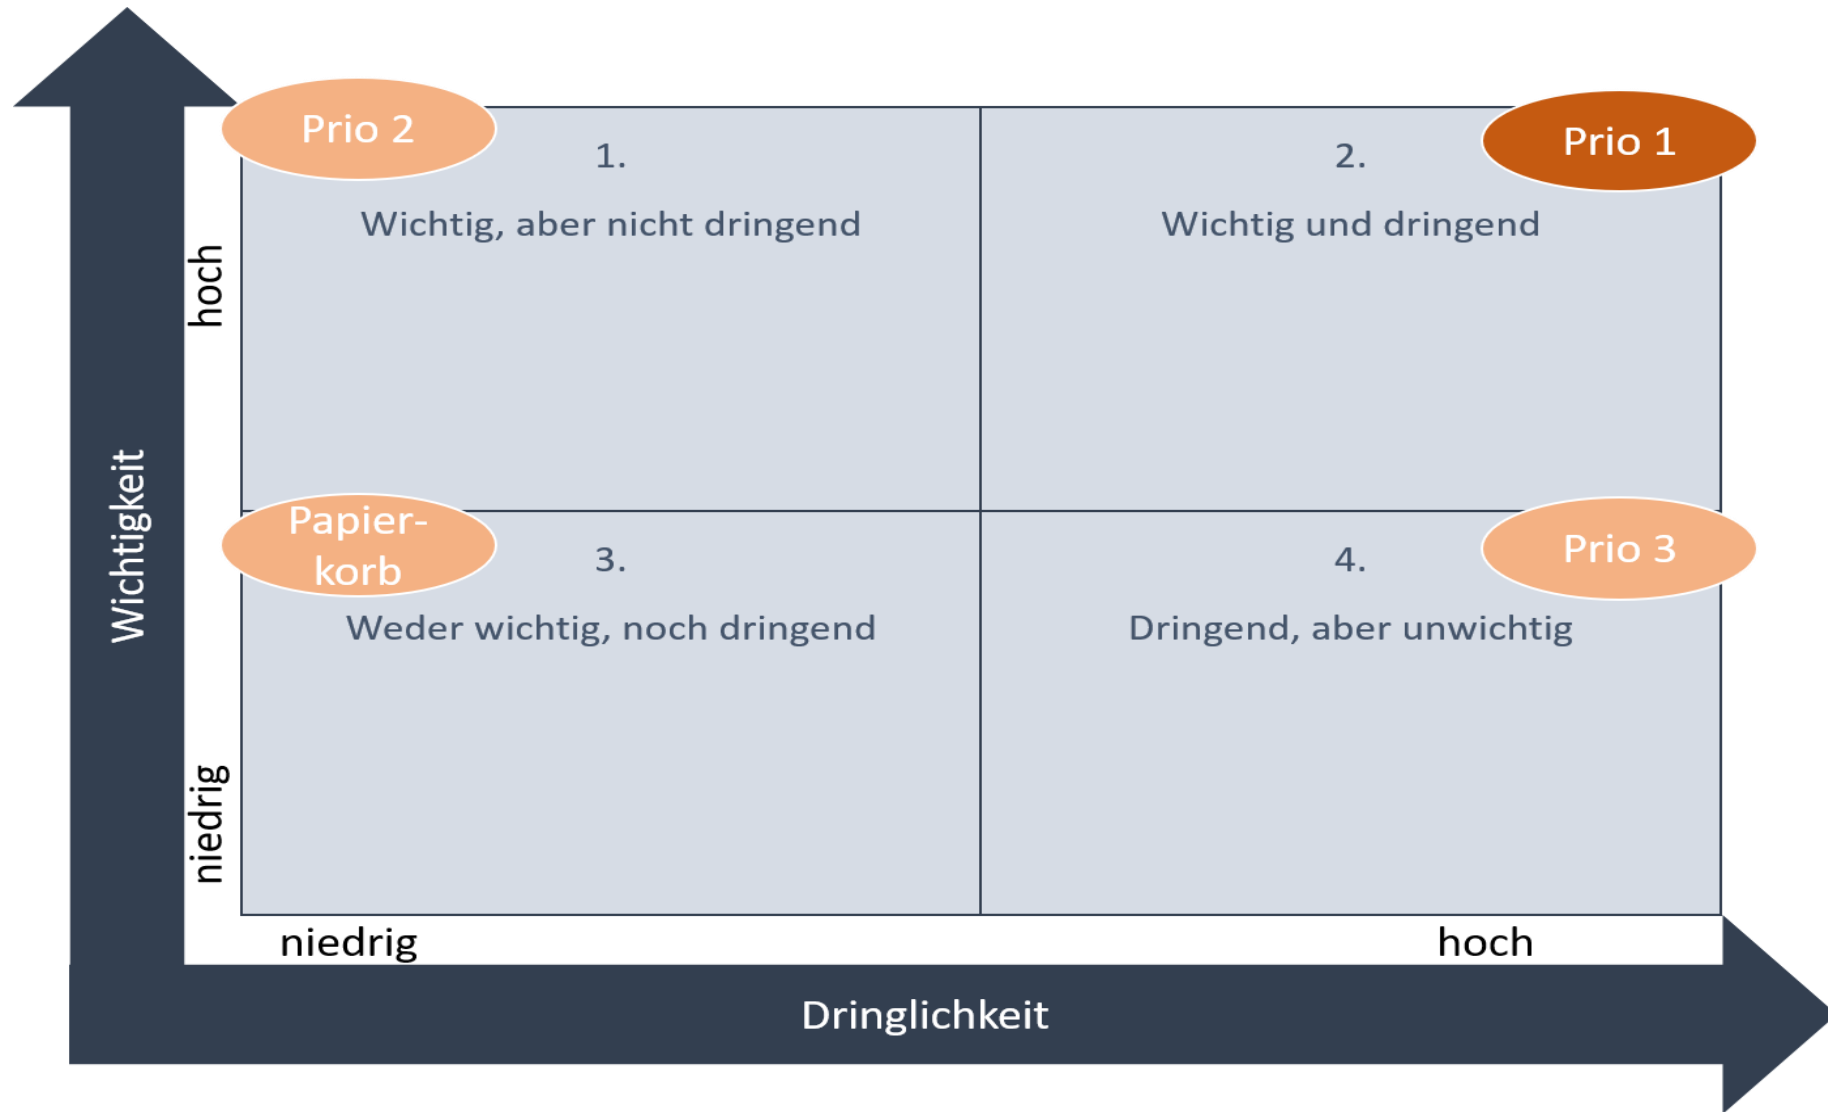 Prio 2
Prio 1
1.
2.
Wichtig, aber nicht dringend
Wichtig und dringend
hoch
Wichtigkeit
Papier-
korb
Prio 3
3.
4.
Weder wichtig, noch dringend
Dringend, aber unwichtig
niedrig
niedrig
hoch
Dringlichkeit